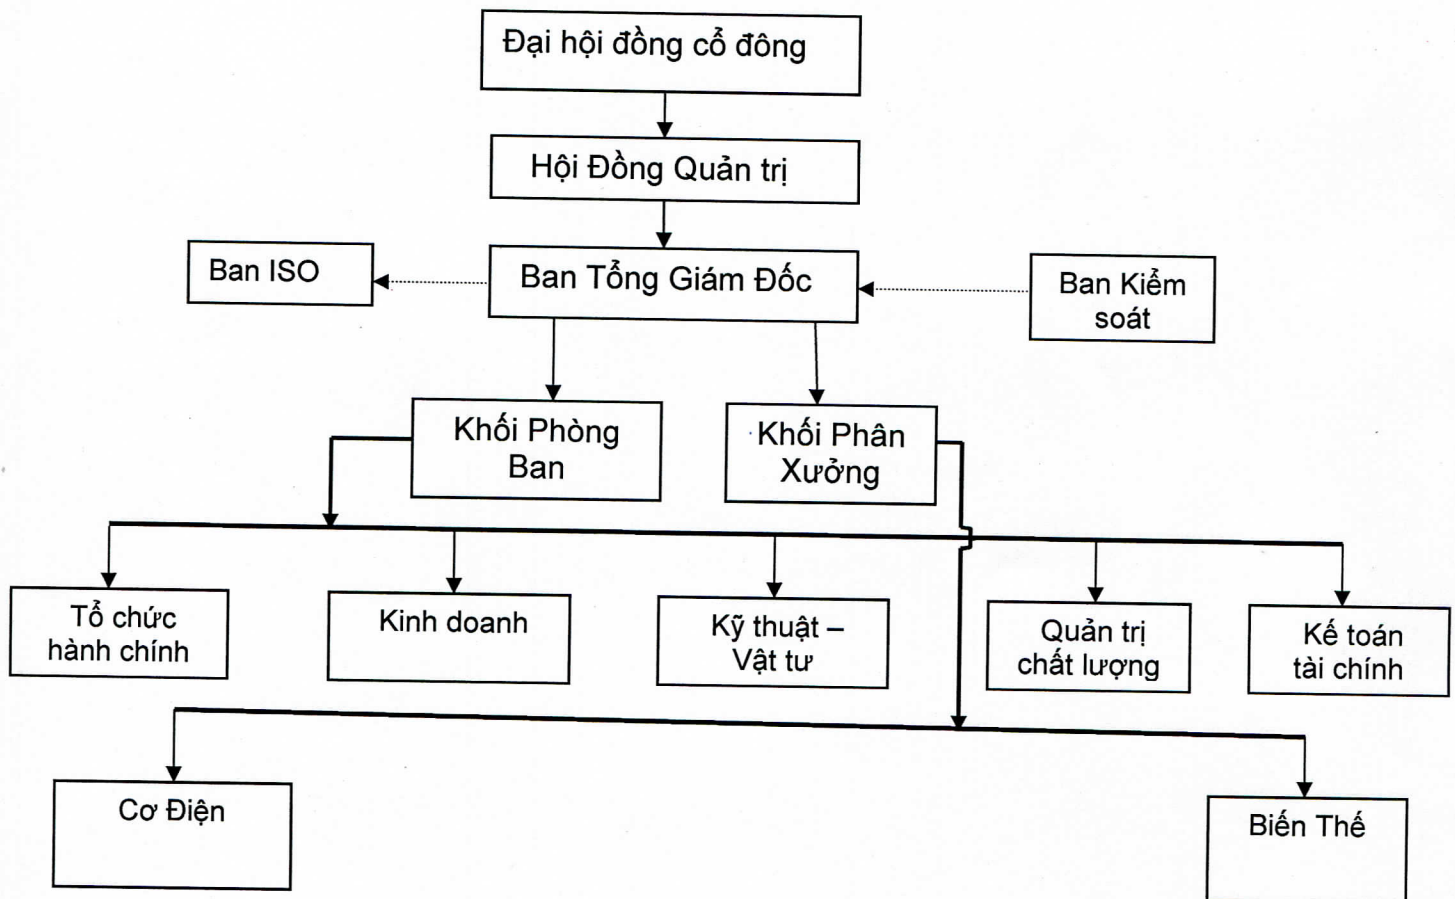 Đại hội đồng cổ đông
Hội Đồng Quản trị
Ban ISO
Ban Tổng Giám Đốc
Ban Kiểm
soát
Khối Phòng
Ban
Khối Phân
Xưởng
Tổ chức
hành chính
Kinh doanh
Kỹ thuật –
Vật tư
Quản trị
chất lượng
Kế toán
tài chính
Cơ Điện
Biến Thế